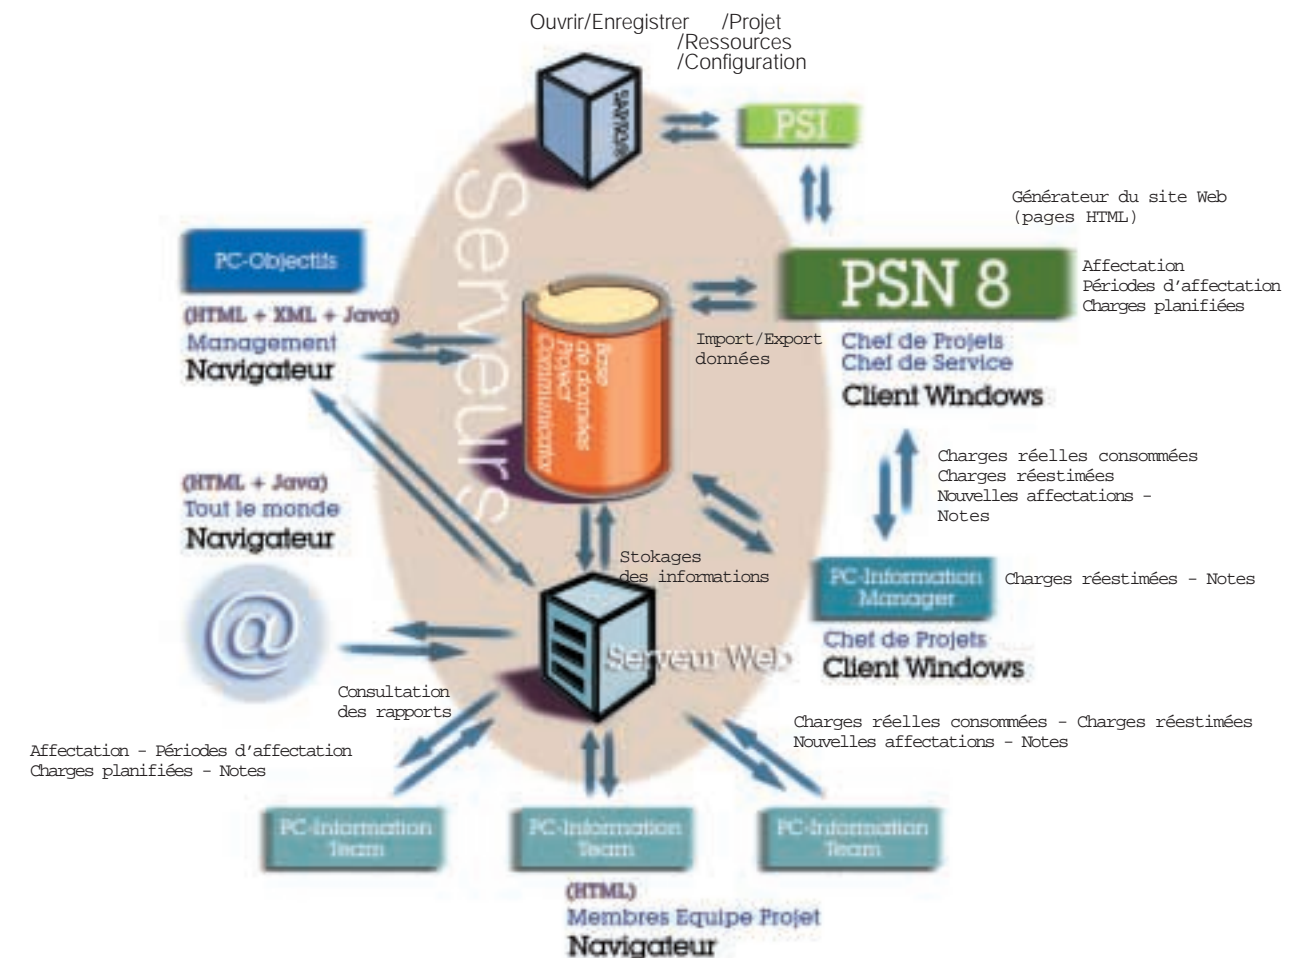 Ouvrir/Enregistrer /Projet
/Ressources
/Configuration
PSI
Serveurs
Générateur du site Web
(pages HTML)
PC-Objectifs
(HTML + XML + Java)
Management
Navigateur
PSN 8
Affectation
Périodes d'affectation
Charges planifiées
Import/Export
données
Chef de Projets
Chef de Service
Client Windows
Base
de données
Project
Communicator
Charges réelles consommées
Charges réestimées
Nouvelles affectations -
Notes
(HTML + Java)
Tout le monde
Navigateur
@
Stokages
des informations
PC-Information
Manager
Charges réestimées - Notes
Chef de Projets
Client Windows
Serveur Web
Consultation
des rapports
Charges réelles consommées - Charges réestimées
Nouvelles affectations - Notes
Affectation - Périodes d'affectation
Charges planifiées - Notes
PC-Information
Team
PC-Information
Team
PC-Information
Team
(HTML)
Membres Equipe Projet
Navigateur